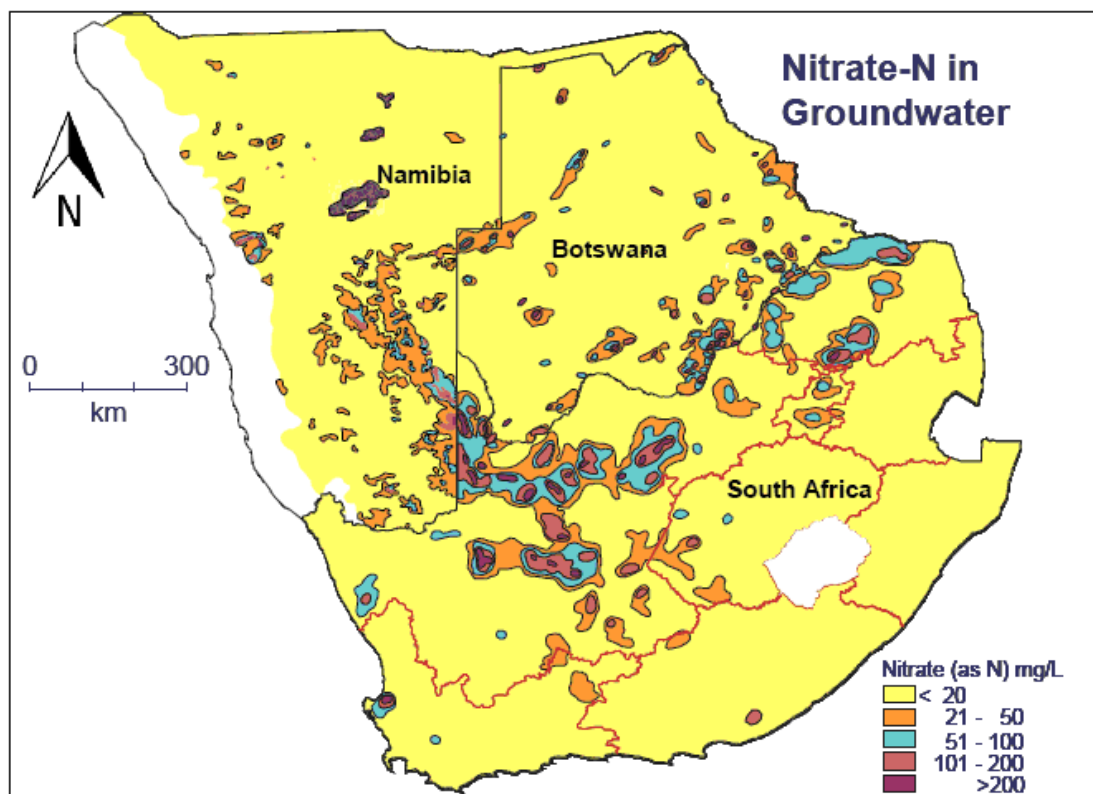 Nitrate-N in
Groundwater
N
Namibia
Botwana
0 300
km
South Africa
Nitrate (as N) mg/L
< 20
21 - 50
51 - 100
101 - 200
>200